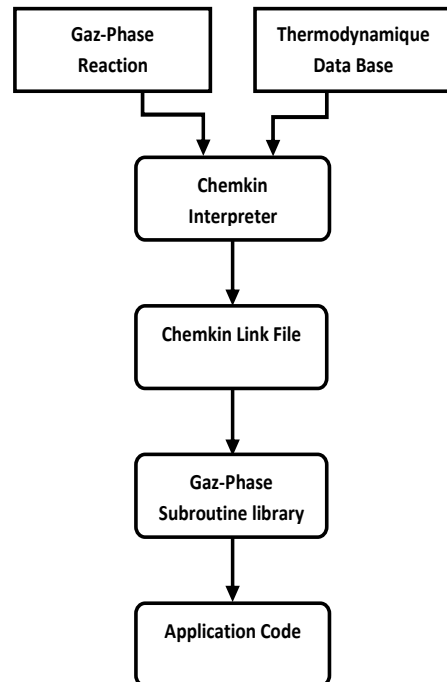 Gaz-Phase
Reaction
Thermodynamique
Data Base
Chemkin
Interpreter
Chemkin Link File
Gaz-Phase
Subroutine library
Application Code